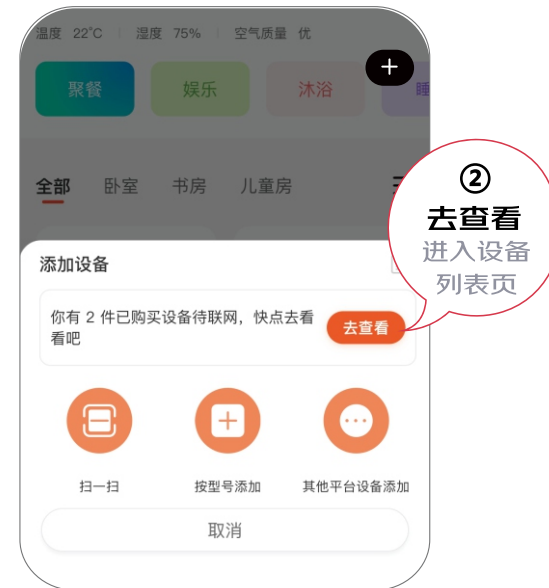 温度 22°C 湿度 75% 空气质量 优
聚餐 娱乐 沐浴 睡
全部 卧室 书房 儿童房
②
去查看
进入设备
列表页
添加设备
你有 2 件已购买设备待联网，快点去看
看吧
去查看
扫一扫 按型号添加 其他平台设备添加
取消